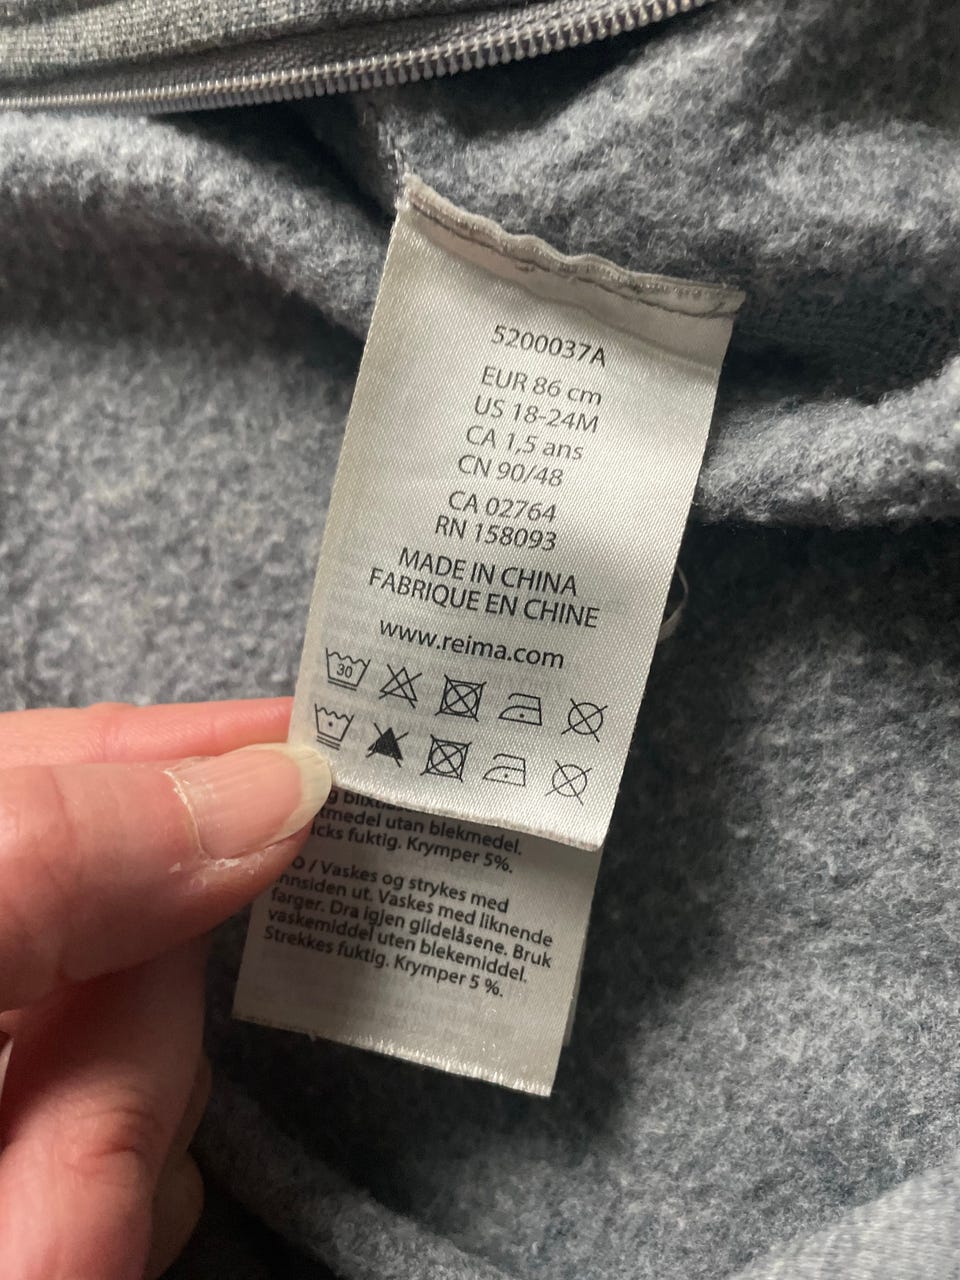 5200037A
EUR 86 cm
US 18-24M
CA 1,5 ans
CN 90/48
CA 02764
RN 158093
MADE IN CHINA
FABRIQUE EN CHINE
www.reima.com
30
utan blekmedel.
fuktig. Krymper 5%.
/ Vaskes og strykes med
ut. Vaskes med liknende
farger. Dra igjen glidelåsene. Bruk
vaskemiddel uten blekemiddel.
Strekkes fuktig. Krymper 5 %.